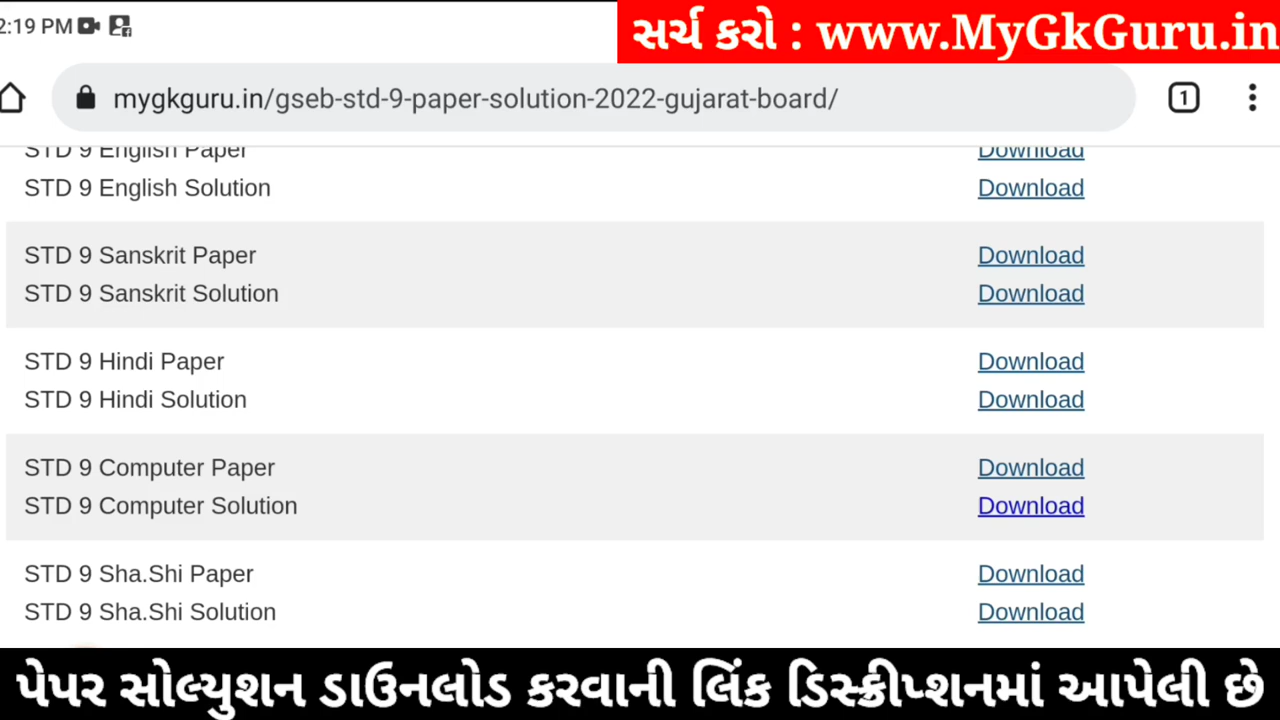 2:19 PM
સર્ચ કરો : www.MyGkGuru.in
mygkguru.in/gseb-std-9-paper-solution-2022-gujarat-board/
1
STD 9 English Paper Download
STD 9 English Solution Download
STD 9 Sanskrit Paper Download
STD 9 Sanskrit Solution Download
STD 9 Hindi Paper Download
STD 9 Hindi Solution Download
STD 9 Computer Paper Download
STD 9 Computer Solution Download
STD 9 Sha.Shi Paper Download
STD 9 Sha.Shi Solution Download
પેપર સોલ્યુશન ડાઉનલોડ કરવાની લિંક ડિસ્ક્રીપ્શનમાં આપેલી છે